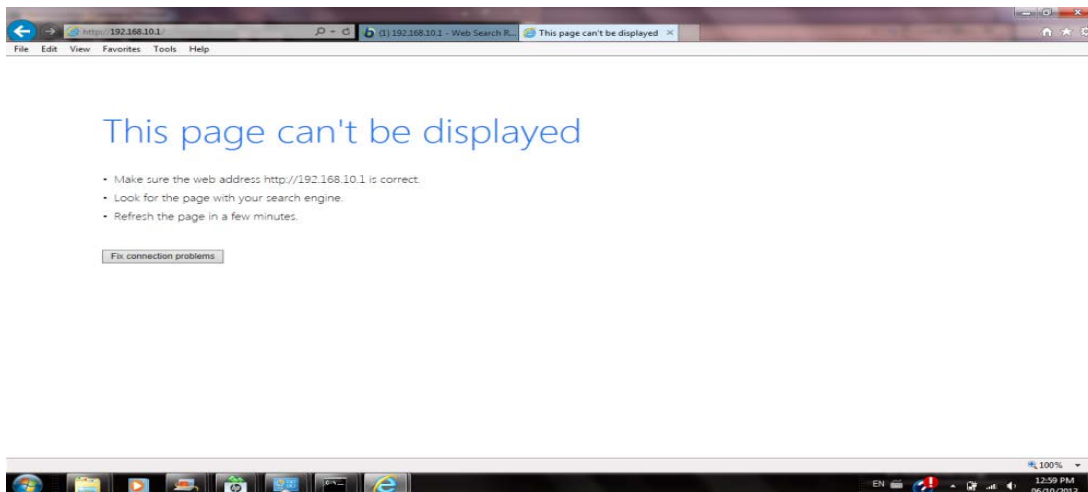 http://192.168.10.1/
(1) 192.168.10.1 - Web Search R...
This page can't be displayed
File Edit View Favorites Tools Help
This page can't be displayed
• Make sure the web address http://192.168.10.1 is correct.
• Look for the page with your search engine.
• Refresh the page in a few minutes.
Fix connection problems
100%
EN
12:59 PM
06/10/2013